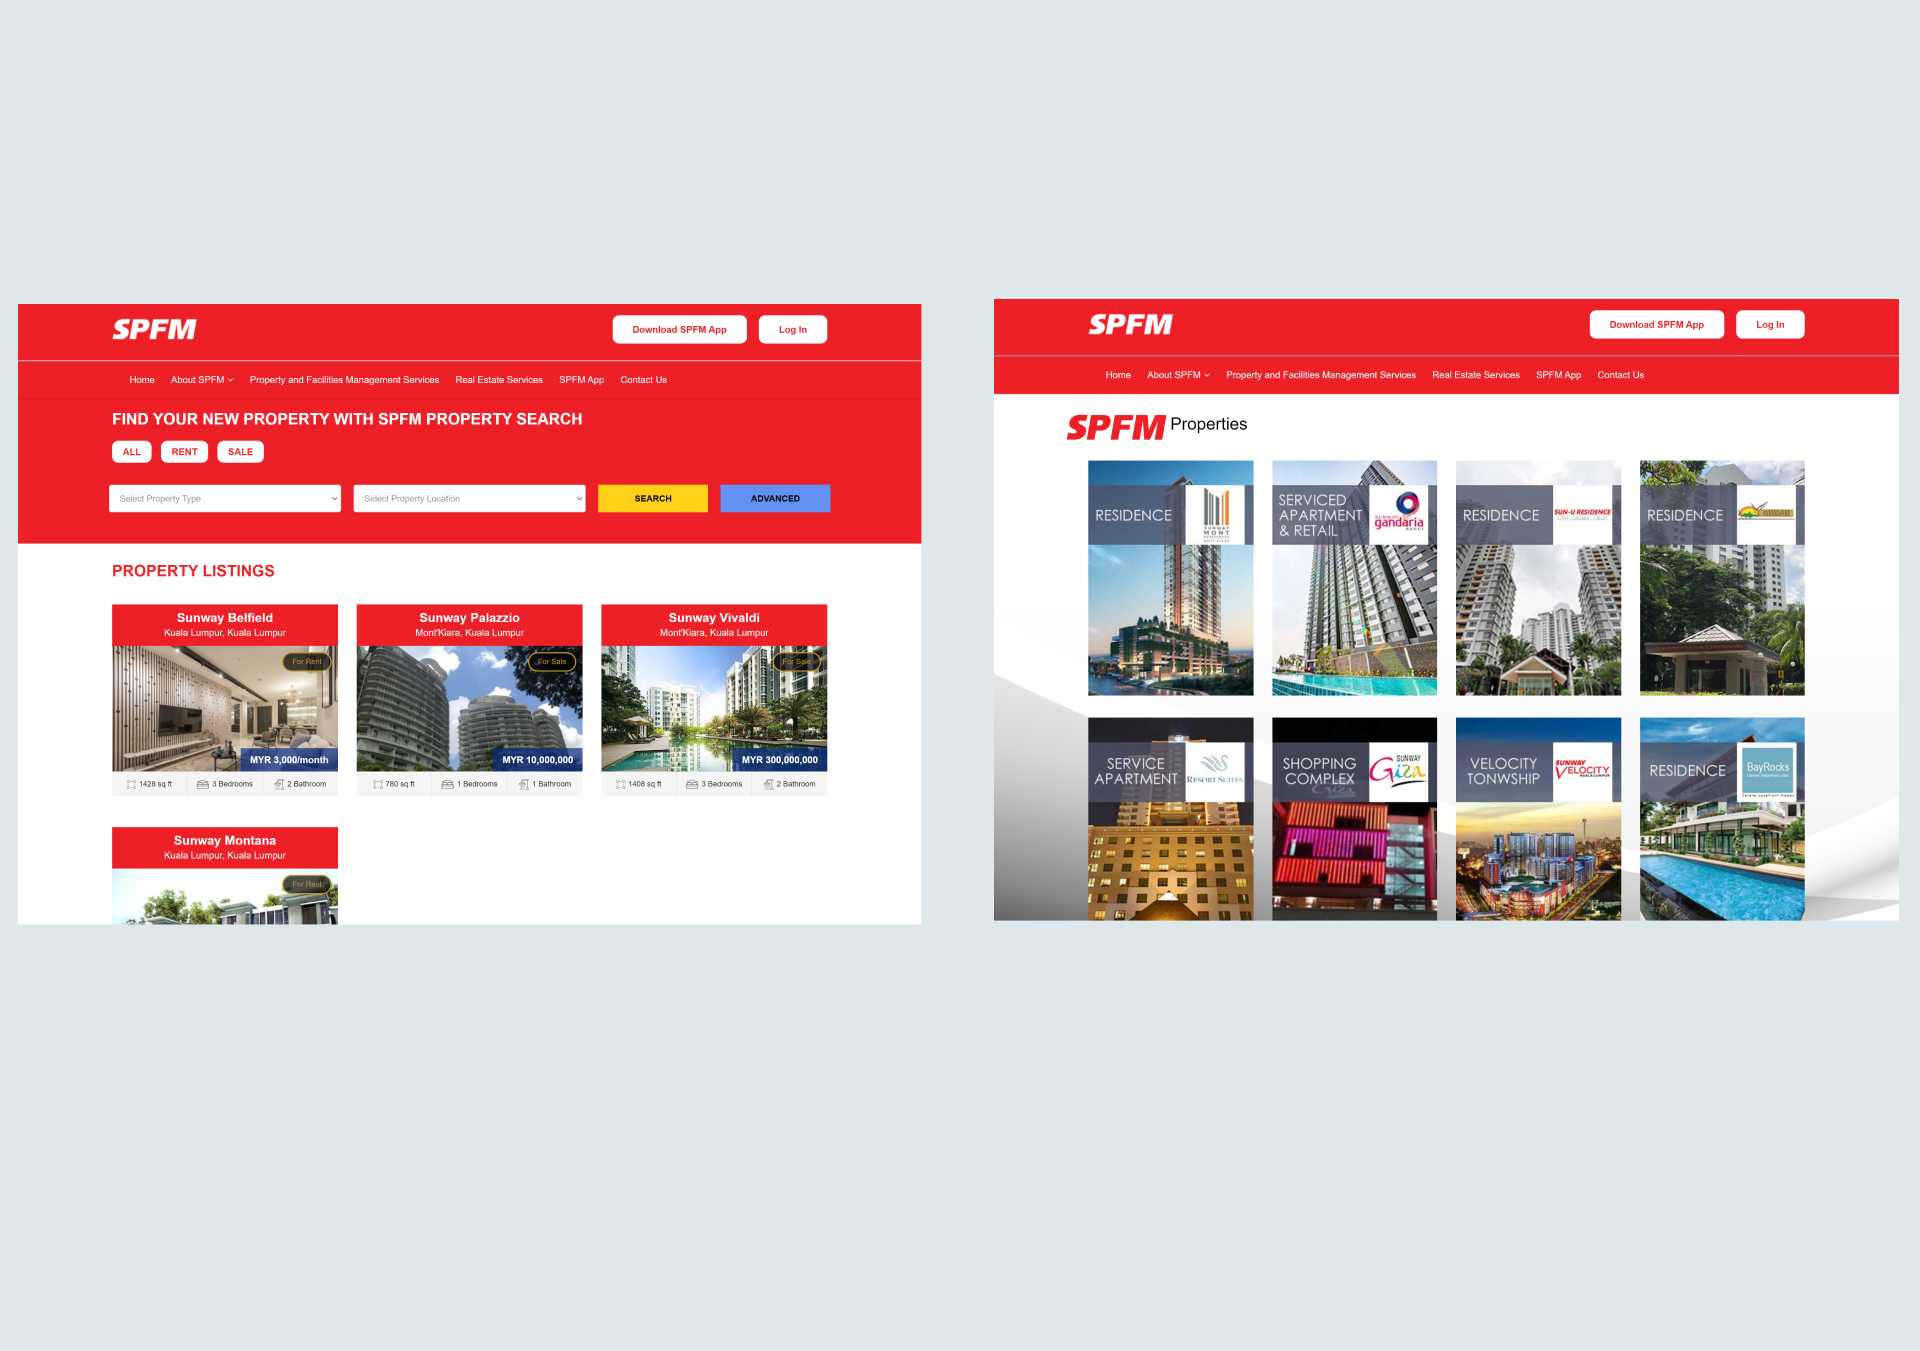 SPFM
Download SPFM App
Log In
Home
About SPFM
Property and Facilities Management Services
Real Estate Services
SPFM App
Contact Us
FIND YOUR NEW PROPERTY WITH SPFM PROPERTY SEARCH
ALL
RENT
SALE
Select Property Type
Select Property Location
SEARCH
ADVANCED
PROPERTY LISTINGS
Sunway Belfield
Kuala Lumpur, Kuala Lumpur
For Rent
MYR 3,000/month
1428 sq ft
3 Bedrooms
2 Bathroom
Sunway Palazzio
Mont'Kiara, Kuala Lumpur
For Sale
MYR 10,000,000
780 sq ft
1 Bedrooms
1 Bathroom
Sunway Vivaldi
Mont'Kiara, Kuala Lumpur
For Sale
MYR 300,000,000
1408 sq ft
3 Bedrooms
2 Bathroom
Sunway Montana
Kuala Lumpur, Kuala Lumpur
For Rent
SPFM
Download SPFM App
Log In
Home
About SPFM
Property and Facilities Management Services
Real Estate Services
SPFM App
Contact Us
SPFM Properties
RESIDENCE
SUNWAY
MONT
RESIDENCES
SERVICED
APARTMENT
& RETAIL
SUNWAY
gandaria
BANGI
RESIDENCE
SUN-U RESIDENCE
RESIDENCE
SERVICE
APARTMENT
RESORT SUITES
SHOPPING
COMPLEX
SUNWAY
Giza
VELOCITY
TONWSHIP
SUNWAY
VELOCITY
KUALA LUMPUR
RESIDENCE
BayRocks
Serene Lakefront Homes